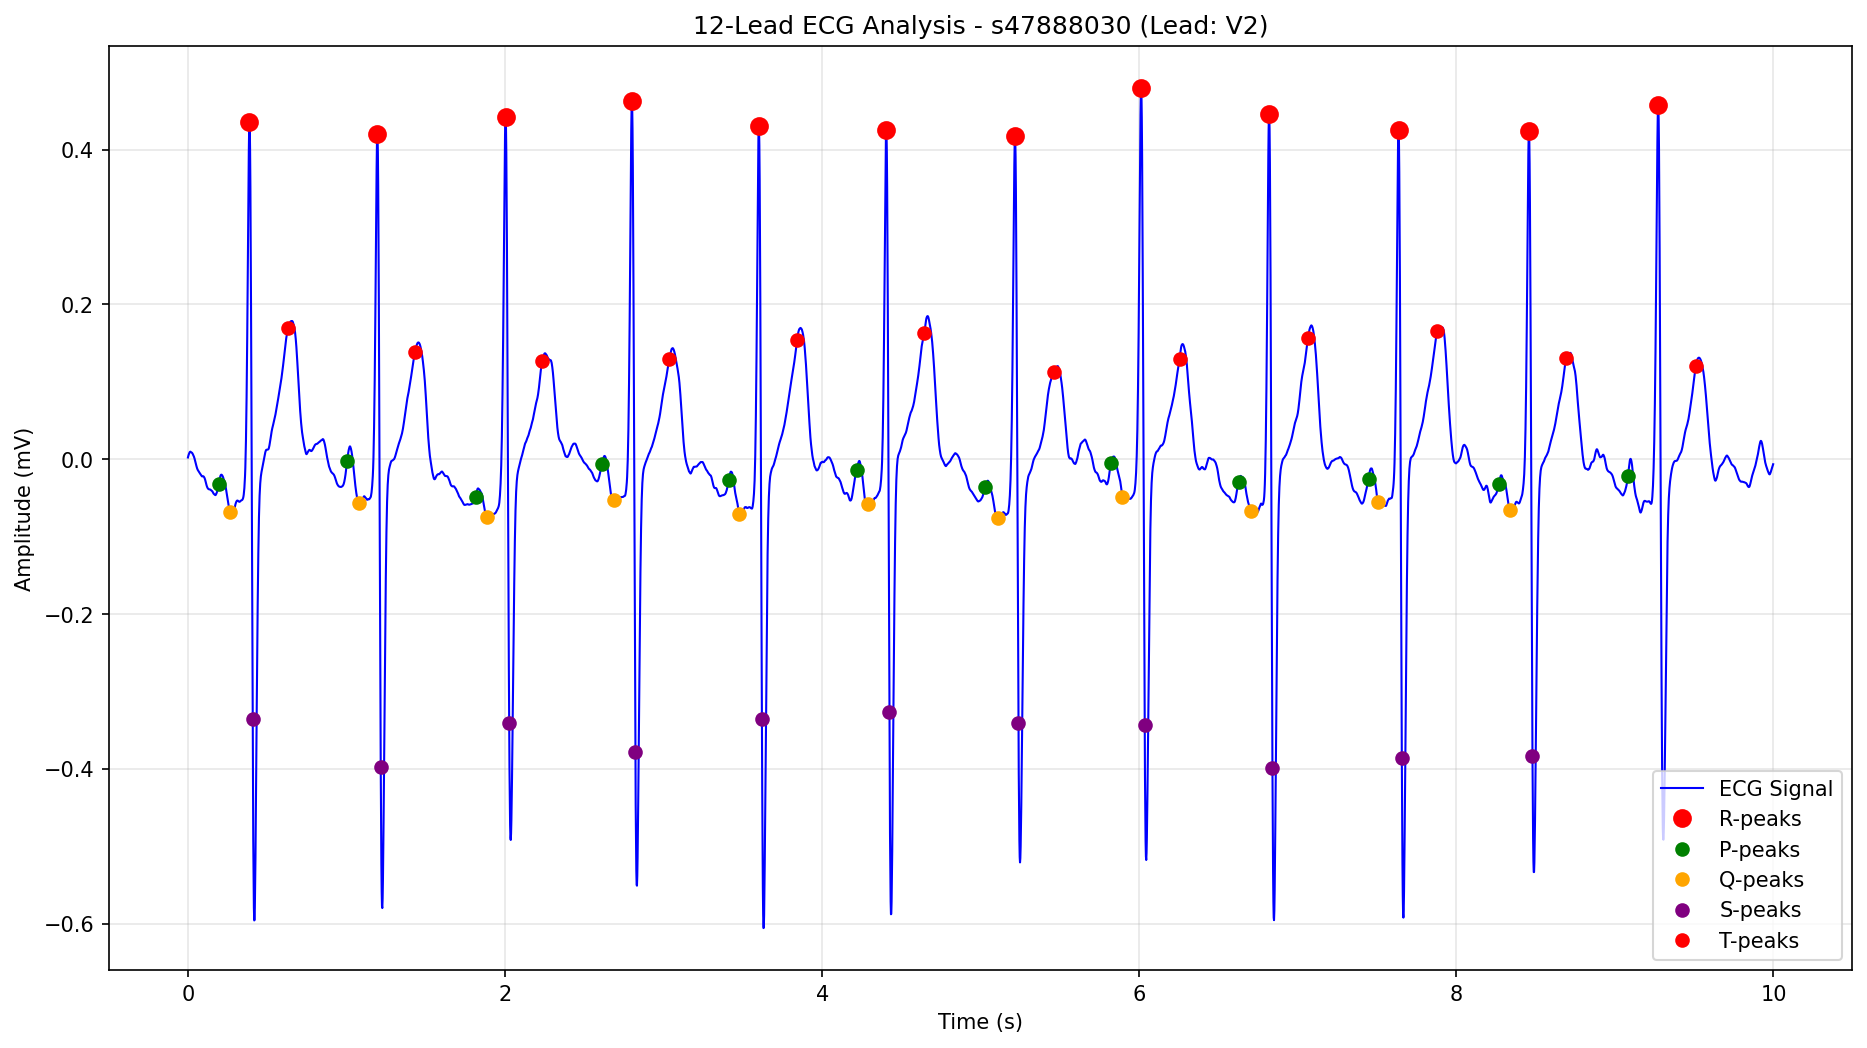 12-Lead ECG Analysis - s47888030 (Lead: V2)
Amplitude (mV)
0.4
0.2
0.0
−0.2
−0.4
−0.6
0 2 4 6 8 10
Time (s)
ECG Signal
R-peaks
P-peaks
Q-peaks
S-peaks
T-peaks